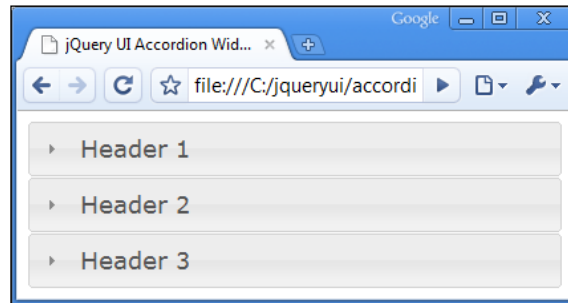 Google
jQuery UI Accordion Wid...
file:///C:/jqueryui/accordi
Header 1
Header 2
Header 3